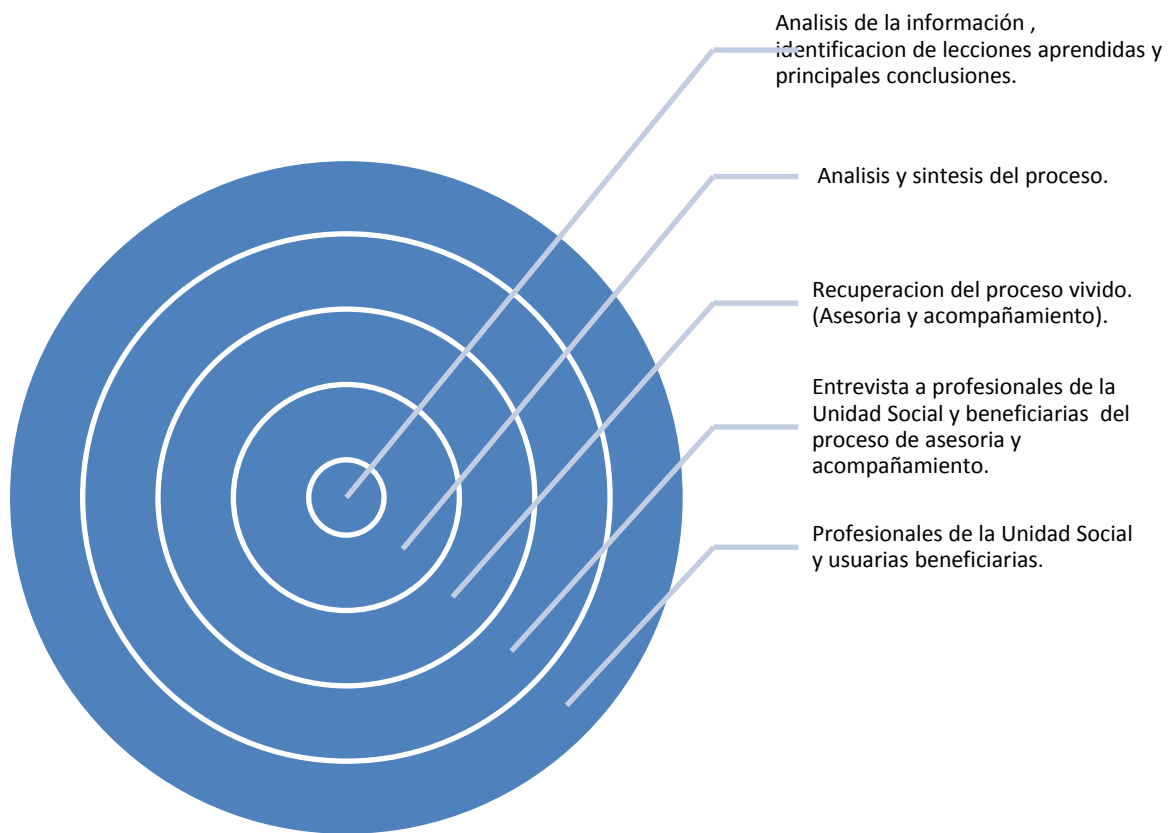 Analisis de la información ,
identificacion de lecciones aprendidas y
principales conclusiones.
Analisis y sintesis del proceso.
Recuperacion del proceso vivido.
(Asesoria y acompañamiento).
Entrevista a profesionales de la
Unidad Social y beneficiarias del
proceso de asesoria y
acompañamiento.
Profesionales de la Unidad Social
y usuarias beneficiarias.